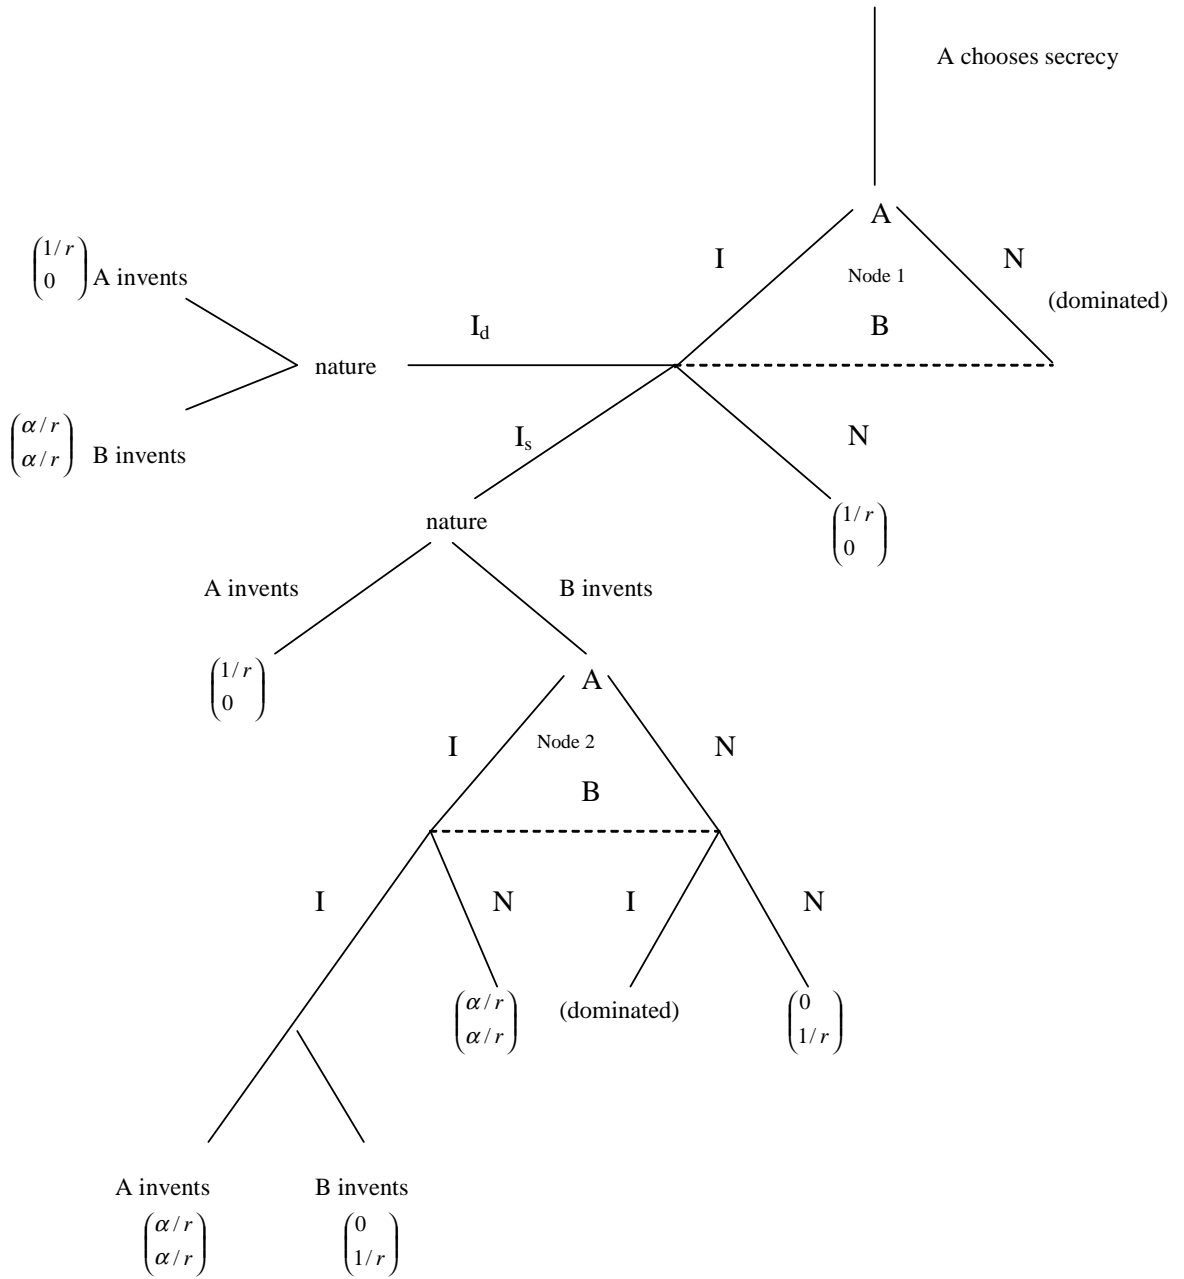 A chooses secrecy
A
I
N
Node 1
(dominated)
B
(1/r
0) A invents
I_d
nature
(α/r
α/r) B invents
I_s
N
(1/r
0)
nature
A invents
B invents
(1/r
0)
A
I
Node 2
N
B
I
N
I
N
(α/r
α/r)
(dominated)
(0
1/r)
A invents
B invents
(α/r
α/r)
(0
1/r)